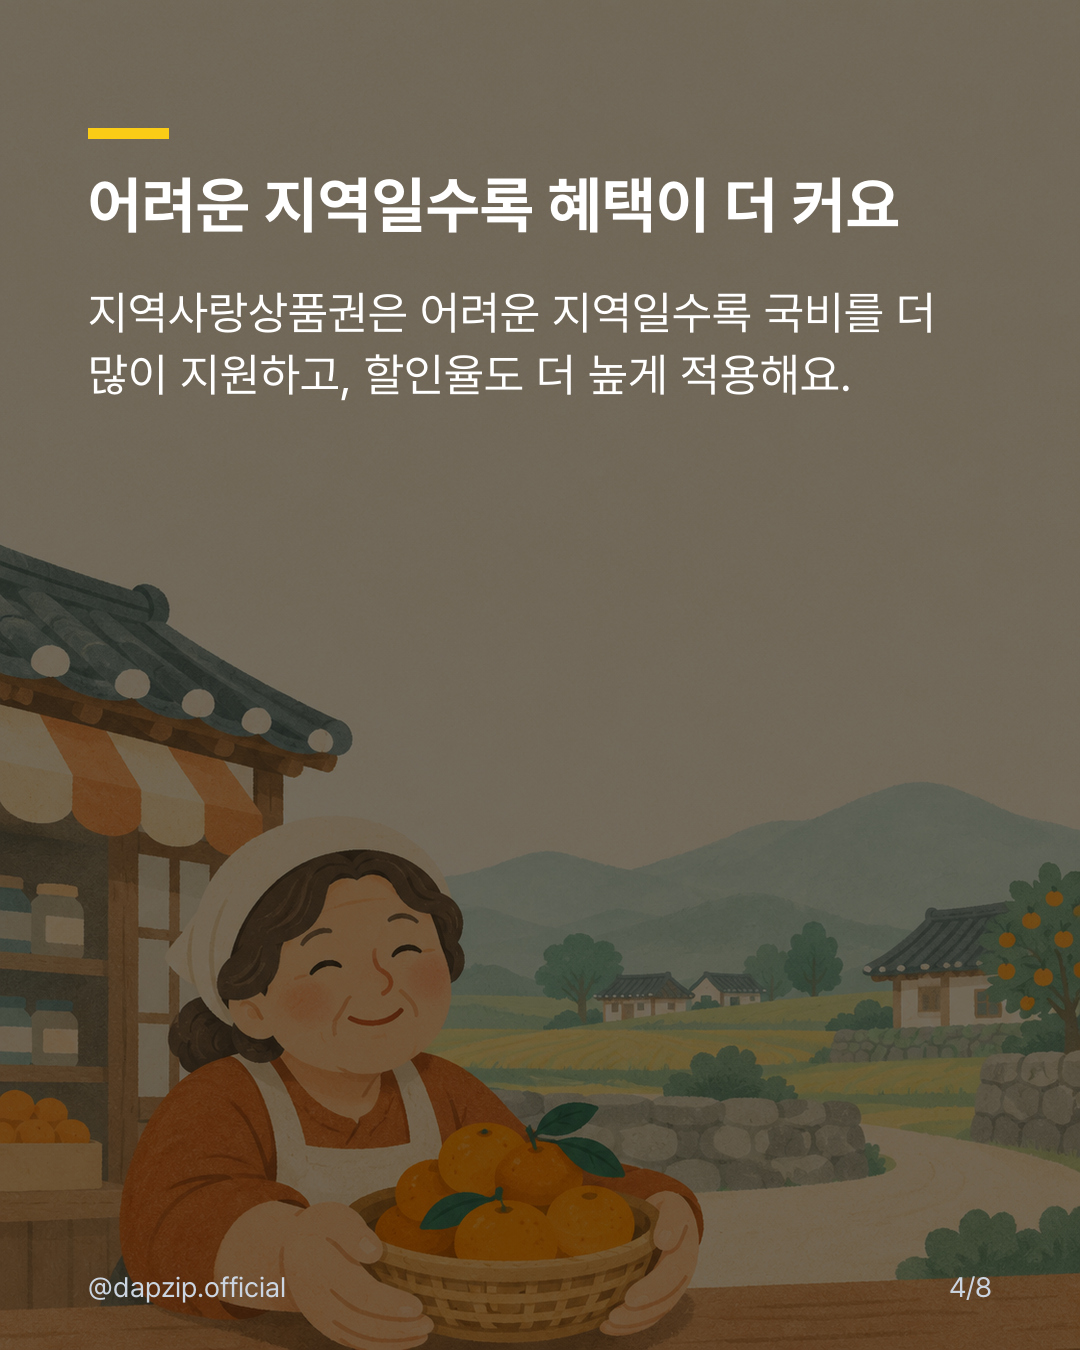 어려운 지역일수록 혜택이 더 커요
지역사랑상품권은 어려운 지역일수록 국비를 더
많이 지원하고, 할인율도 더 높게 적용해요.
@dapzip.official
4/8